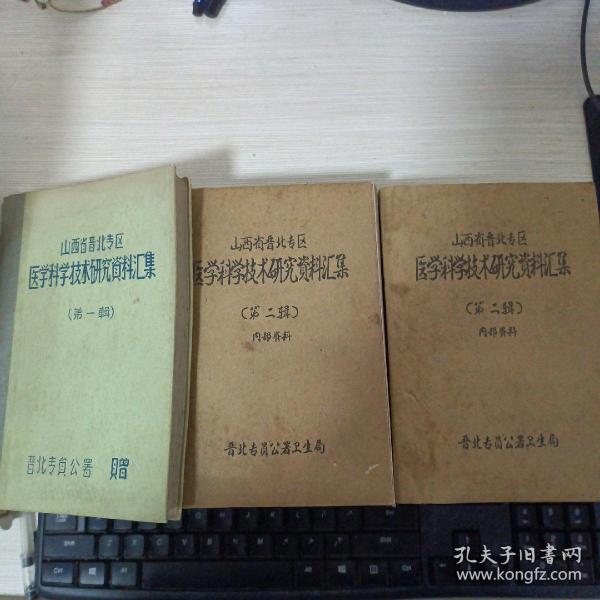 山西省晋北专区
医学科学技术研究資料汇集
(第一輯)
晋北专員公署 贈
山西省晋北专区
医学科学技术研究资料汇集
(第二辑)
内部资料
晋北专员公署卫生局
山西省晋北专区
医学科学技术研究资料汇集
(第二辑)
内部资料
晋北专员公署卫生局
孔夫子旧书网
www.kongfz.com